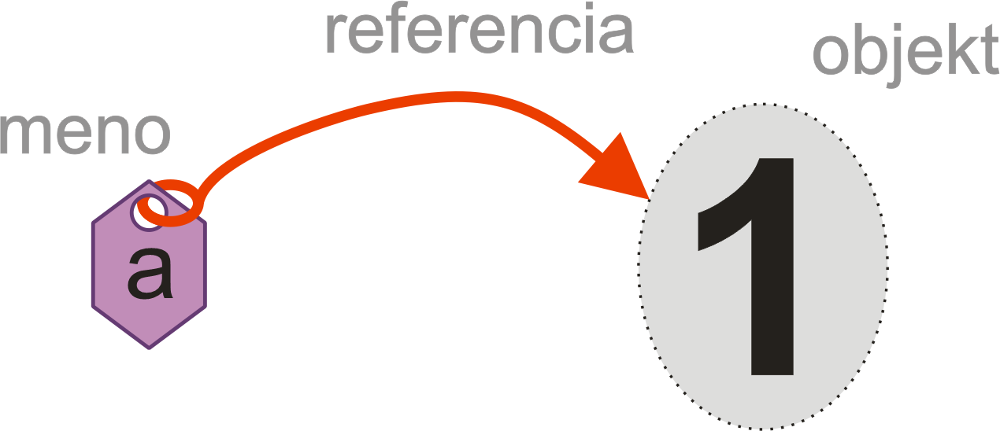 referencia
objekt
meno
a
1